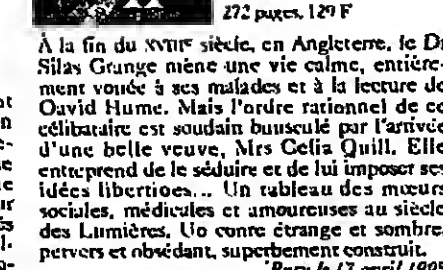 272 pages, 129 F
À la fin du XVIIIe siècle, en Angleterre, le Dr
Silas Grange mène une vie calme, entière-
ment vouée à ses malades et à la lecture de
David Hume. Mais l'ordre rationnel de ce
célibataire est soudain bousculé par l'arrivée
d'une belle veuve, Mrs Celia Quill. Elle
entreprend de le séduire et de lui imposer ses
idées libertines... Un tableau des mœurs
sociales, médicales et amoureuses au siècle
des Lumières. Un conte étrange et sombre,
pervers et obsédant, superbement construit.